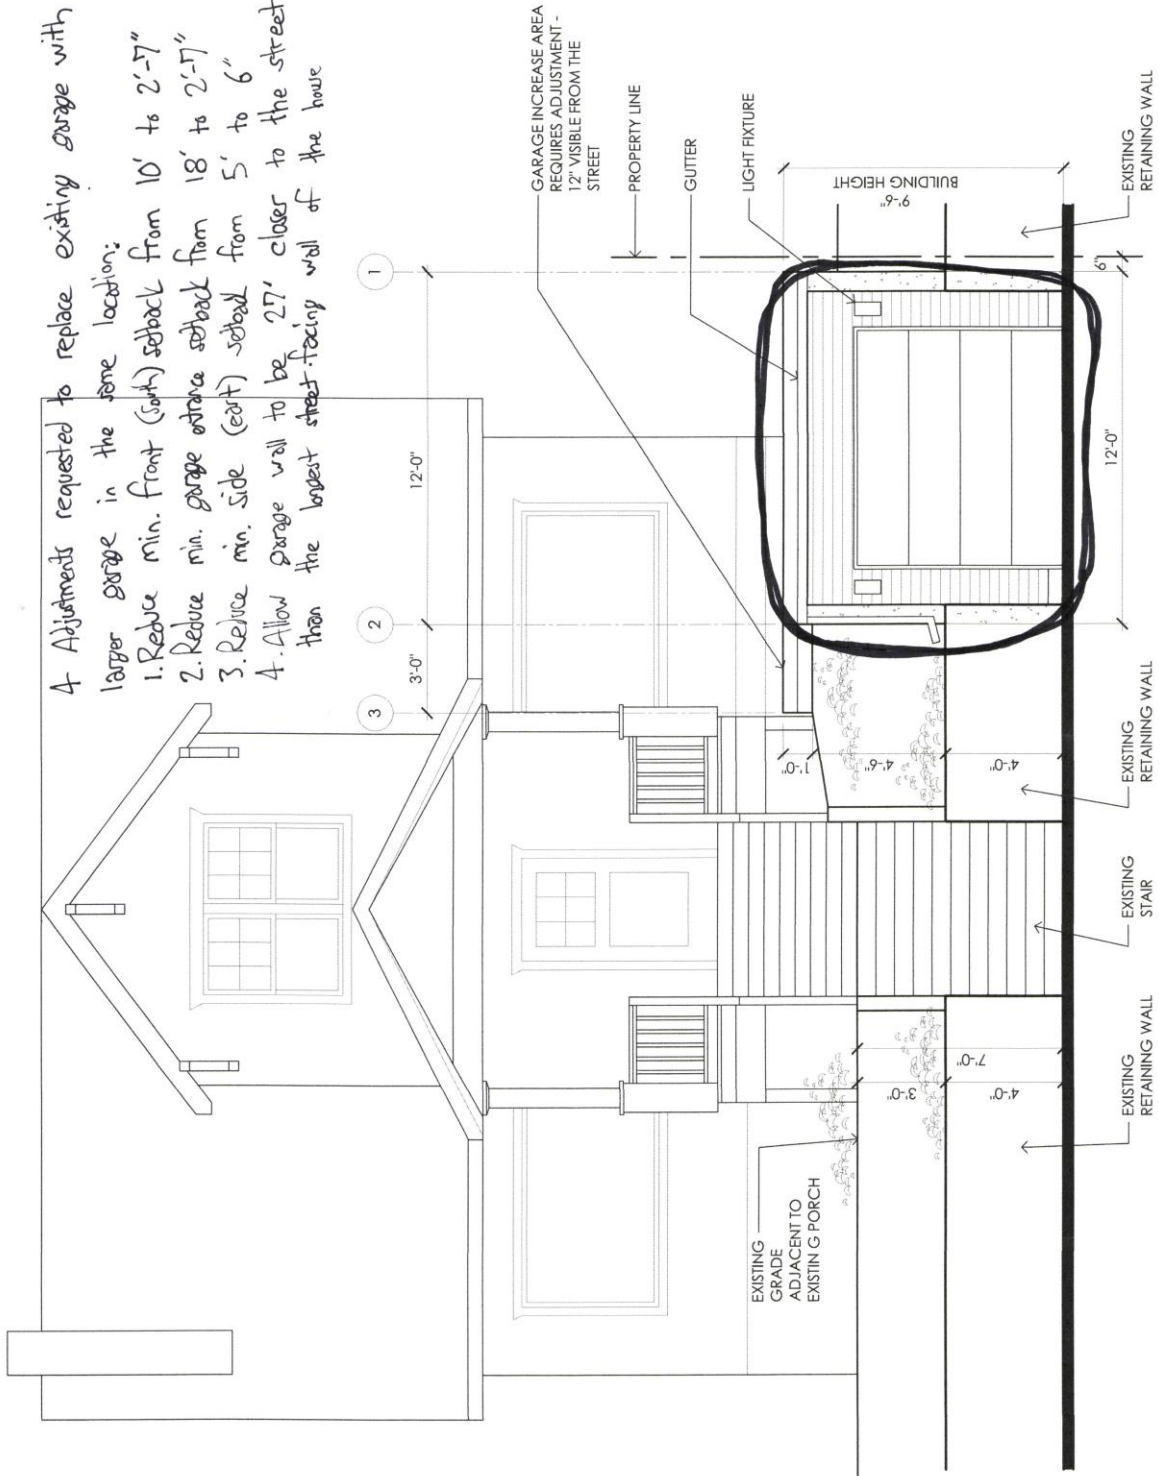 4 Adjustments requested to replace existing garage with
larger garage in the same location:
1. Reduce min. front (south) setback from 10' to 2'-7"
2. Reduce min. garage entrance setback from 18' to 2'-7"
3. Reduce min. side (east) setback from 5' to 6"
4. Allow garage wall to be 27' closer to the street
than the longest street-facing wall of the house
3
2
1
3'-0"
12'-0"
GARAGE INCREASE AREA
REQUIRES ADJUSTMENT -
12" VISIBLE FROM THE
STREET
PROPERTY LINE
GUTTER
LIGHT FIXTURE
9'-6"
BUILDING HEIGHT
1'-0"
4'-6"
4'-0"
EXISTING
GRADE
ADJACENT TO
EXISTIN G PORCH
3'-0"
4'-0"
7'-0"
12'-0"
6"
EXISTING
RETAINING WALL
EXISTING
STAIR
EXISTING
RETAINING WALL
EXISTING
RETAINING WALL